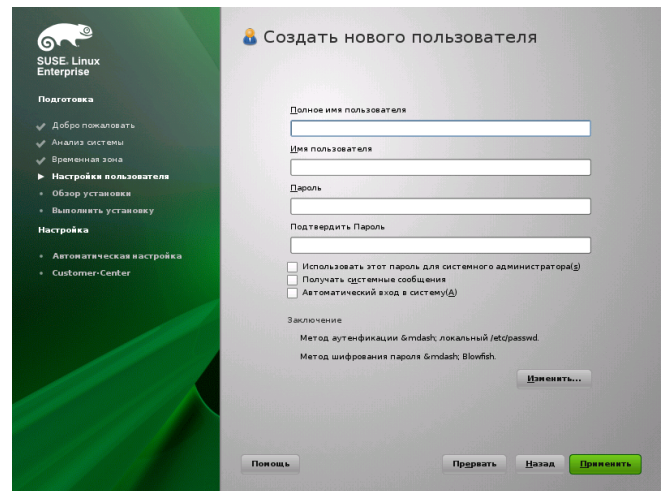 SUSE. Linux
Enterprise
Подготовка
Добро пожаловать
Анализ системы
Временная зона
Настройки пользователя
Обзор установки
Выполнить установку
Настройка
Автоматическая настройка
Customer-Center
Создать нового пользователя
Полное имя пользователя
Имя пользователя
Пароль
Подтвердить Пароль
Использовать этот пароль для системного администратора(s)
Получать системные сообщения
Автоматический вход в систему(A)
Заключение
Метод аутенфикации &mdash; локальный /etc/passwd.
Метод шифрования пароля &mdash; Blowfish.
Изменить...
Помощь
Прервать
Назад
Применить